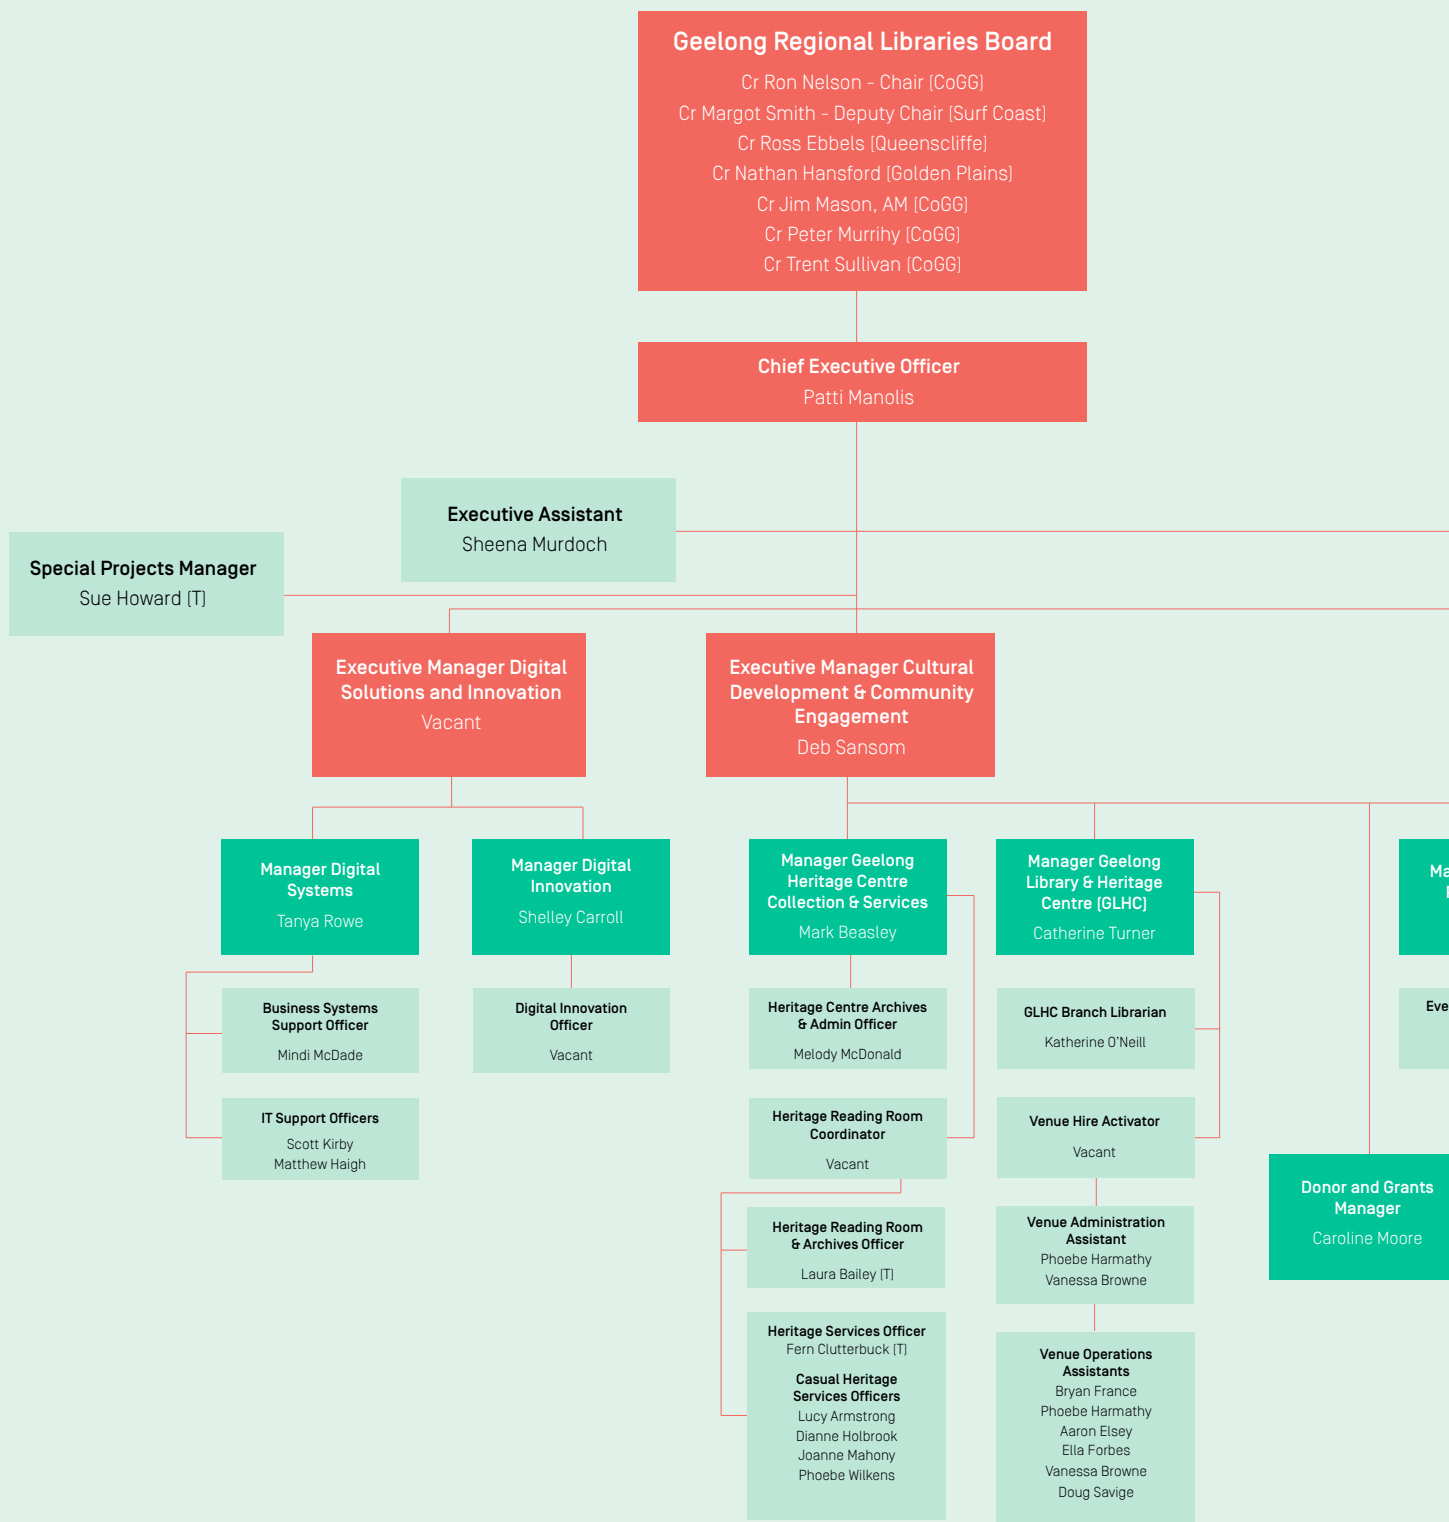 Geelong Regional Libraries Board
Cr Ron Nelson - Chair (CoGG)
Cr Margot Smith - Deputy Chair (Surf Coast)
Cr Ross Ebbels (Queenscliffe)
Cr Nathan Hansford (Golden Plains)
Cr Jim Mason, AM (CoGG)
Cr Peter Murrihy (CoGG)
Cr Trent Sullivan (CoGG)
Chief Executive Officer
Patti Manolis
Executive Assistant
Sheena Murdoch
Special Projects Manager
Sue Howard (T)
Executive Manager Digital
Solutions and Innovation
Vacant
Executive Manager Cultural
Development & Community
Engagement
Deb Sansom
Manager Digital
Systems
Tanya Rowe
Manager Digital
Innovation
Shelley Carroll
Manager Geelong
Heritage Centre
Collection & Services
Mark Beasley
Manager Geelong
Library & Heritage
Centre (GLHC)
Catherine Turner
Business Systems
Support Officer
Mindi McDade
Digital Innovation
Officer
Vacant
Heritage Centre Archives
& Admin Officer
Melody McDonald
GLHC Branch Librarian
Katherine O'Neill
IT Support Officers
Scott Kirby
Matthew Haigh
Heritage Reading Room
Coordinator
Vacant
Venue Hire Activator
Vacant
Donor and Grants
Manager
Caroline Moore
Heritage Reading Room
& Archives Officer
Laura Bailey (T)
Venue Administration
Assistant
Phoebe Harmathy
Vanessa Browne
Heritage Services Officer
Fern Clutterbuck (T)
Casual Heritage
Services Officers
Lucy Armstrong
Dianne Holbrook
Joanne Mahony
Phoebe Wilkens
Venue Operations
Assistants
Bryan France
Phoebe Harmathy
Aaron Elsey
Ella Forbes
Vanessa Browne
Doug Savige